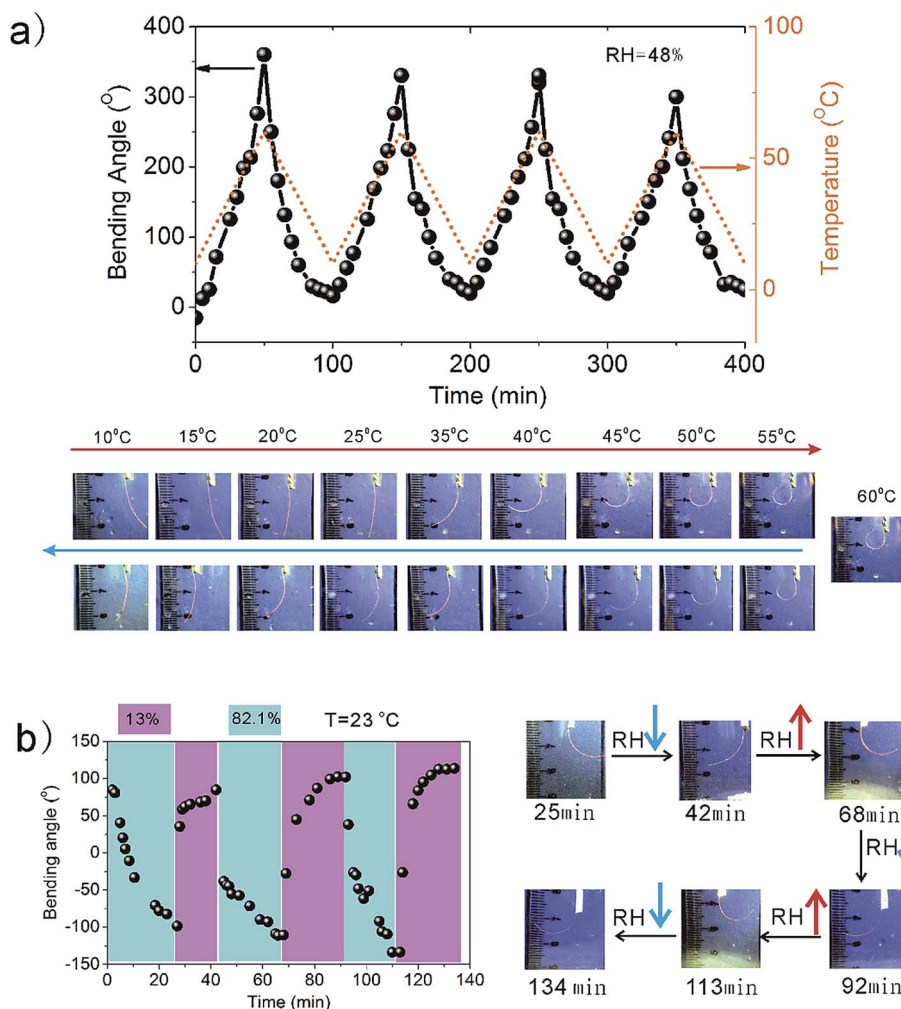 a)
400
300
200
100
0
Bending Angle (°)
RH=48%
100
50
0
Temperature (°C)
0 100 200 300 400
Time (min)
10°C 15°C 20°C 25°C 35°C 40°C 45°C 50°C 55°C
60°C
b)
13% 82.1% T=23 °C
150
100
50
0
-50
-100
-150
Bending angle (°)
0 20 40 60 80 100 120 140
Time (min)
RH RH
25min 42min 68min
RH
RH RH
134 min 113min 92min